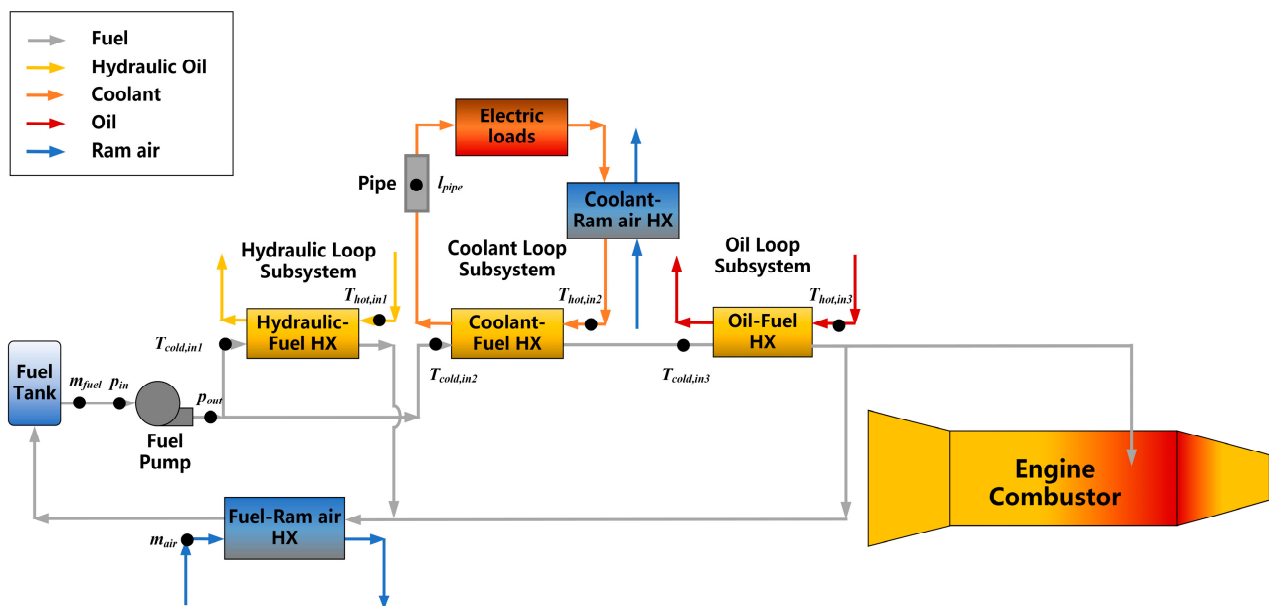 Fuel
Hydraulic Oil
Coolant
Oil
Ram air
Electric
loads
Pipe
l_pipe
Coolant-
Ram air HX
Hydraulic Loop
Subsystem
Coolant Loop
Subsystem
Oil Loop
Subsystem
T_hot,in1
T_hot,in2
T_hot,in3
Hydraulic-
Fuel HX
Coolant-
Fuel HX
Oil-Fuel
HX
T_cold,in1
T_cold,in2
T_cold,in3
Fuel
Tank
m_fuel
p_in
p_out
Fuel
Pump
Engine
Combustor
Fuel-Ram air
HX
m_air